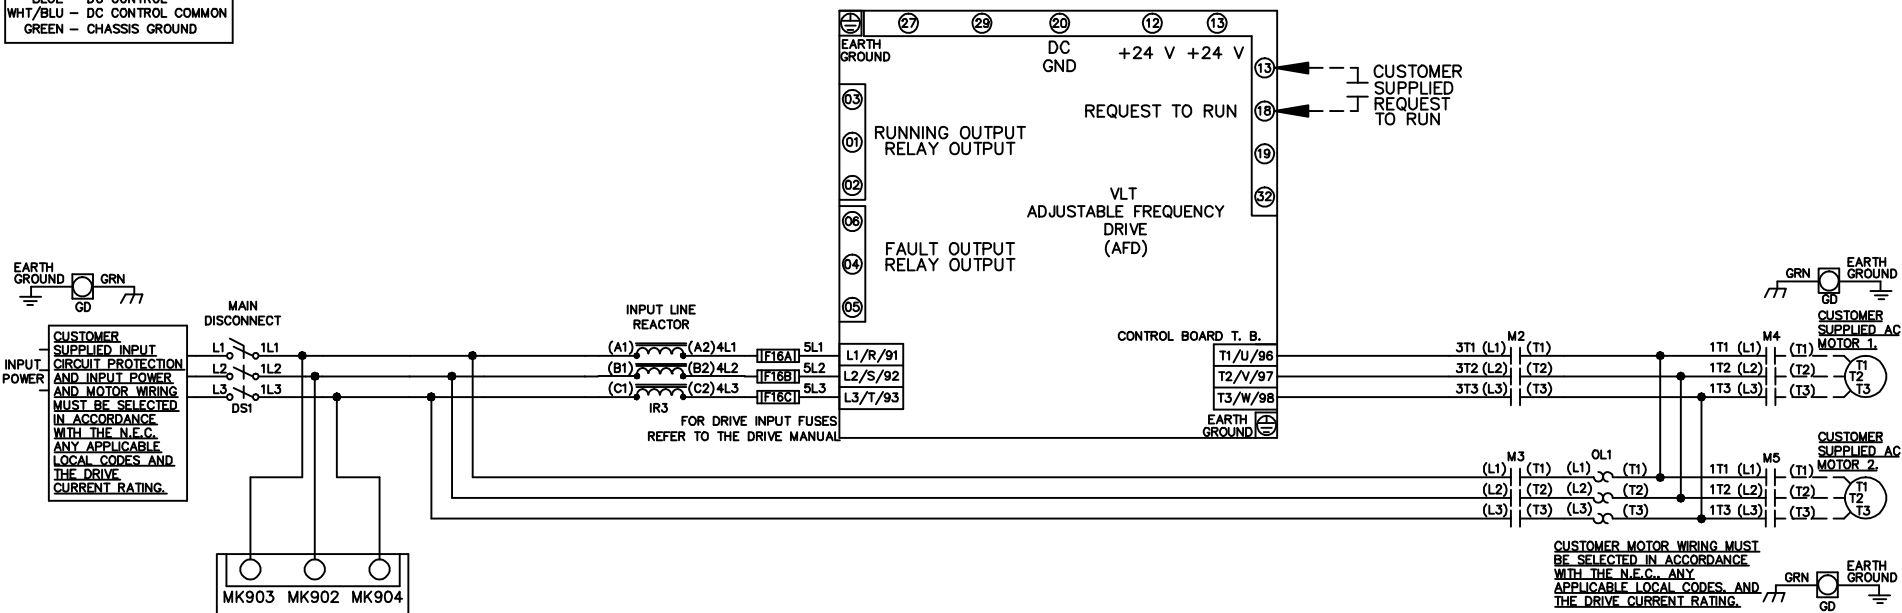 WHT/BLU – DC CONTROL COMMON
GREEN – CHASSIS GROUND
27 29 20 12 13
EARTH
GROUND
DC
GND
+24 V +24 V
13
18
19
32
CUSTOMER
SUPPLIED
REQUEST
TO RUN
REQUEST TO RUN
03
01
02
RUNNING OUTPUT
RELAY OUTPUT
06
04
05
FAULT OUTPUT
RELAY OUTPUT
VLT
ADJUSTABLE FREQUENCY
DRIVE
(AFD)
EARTH
GROUND
GRN
GD
INPUT
POWER
CUSTOMER
SUPPLIED INPUT
CIRCUIT PROTECTION
AND INPUT POWER
AND MOTOR WIRING
MUST BE SELECTED
IN ACCORDANCE
WITH THE N.E.C.
ANY APPLICABLE
LOCAL CODES AND
THE DRIVE
CURRENT RATING.
MAIN
DISCONNECT
L1 1L1
L2 1L2
L3 1L3
DS1
MK903 MK902 MK904
INPUT LINE
REACTOR
(A1) (A2) 4L1 F16A 5L1
(B1) (B2) 4L2 F16B 5L2
(C1) (C2) 4L3 F16C 5L3
IR3
FOR DRIVE INPUT FUSES
REFER TO THE DRIVE MANUAL
L1/R/91
L2/S/92
L3/T/93
CONTROL BOARD T. B.
T1/U/96
T2/V/97
T3/W/98
EARTH
GROUND
M2
3T1 (L1) (T1)
3T2 (L2) (T2)
3T3 (L3) (T3)
M4
1T1 (L1) (T1)
1T2 (L2) (T2)
1T3 (L3) (T3)
GRN
GD
EARTH
GROUND
CUSTOMER
SUPPLIED AC
MOTOR 1.
T1
T2
T3
M3 OL1
(L1) (T1) (L1) (T1)
(L2) (T2) (L2) (T2)
(L3) (T3) (L3) (T3)
M5
1T1 (L1) (T1)
1T2 (L2) (T2)
1T3 (L3) (T3)
CUSTOMER
SUPPLIED AC
MOTOR 2.
T1
T2
T3
CUSTOMER MOTOR WIRING MUST
BE SELECTED IN ACCORDANCE
WITH THE N.E.C., ANY
APPLICABLE LOCAL CODES, AND
THE DRIVE CURRENT RATING.
GRN
GD
EARTH
GROUND